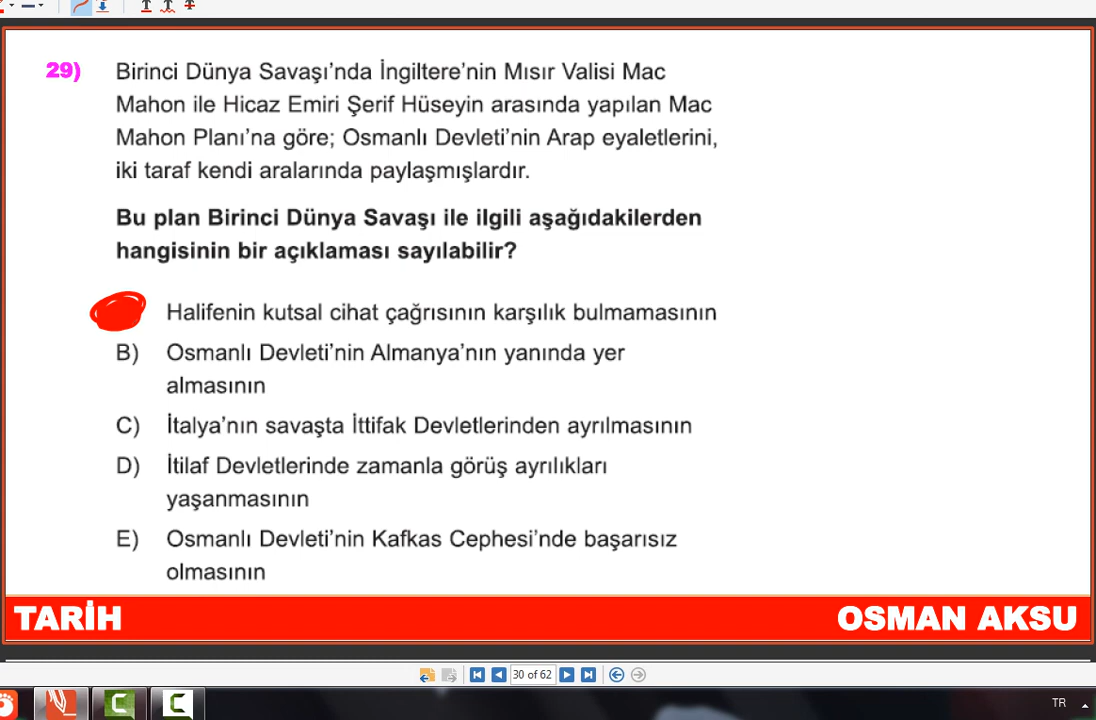 29) Birinci Dünya Savaşı'nda İngiltere'nin Mısır Valisi Mac
Mahon ile Hicaz Emiri Şerif Hüseyin arasında yapılan Mac
Mahon Planı'na göre; Osmanlı Devleti'nin Arap eyaletlerini,
iki taraf kendi aralarında paylaşmışlardır.
Bu plan Birinci Dünya Savaşı ile ilgili aşağıdakilerden
hangisinin bir açıklaması sayılabilir?
Halifenin kutsal cihat çağrısının karşılık bulmamasının
B) Osmanlı Devleti'nin Almanya'nın yanında yer
almasının
C) İtalya'nın savaşta İttifak Devletlerinden ayrılmasının
D) İtilaf Devletlerinde zamanla görüş ayrılıkları
yaşanmasının
E) Osmanlı Devleti'nin Kafkas Cephesi'nde başarısız
olmasının
TARİH OSMAN AKSU
30 of 62
TR